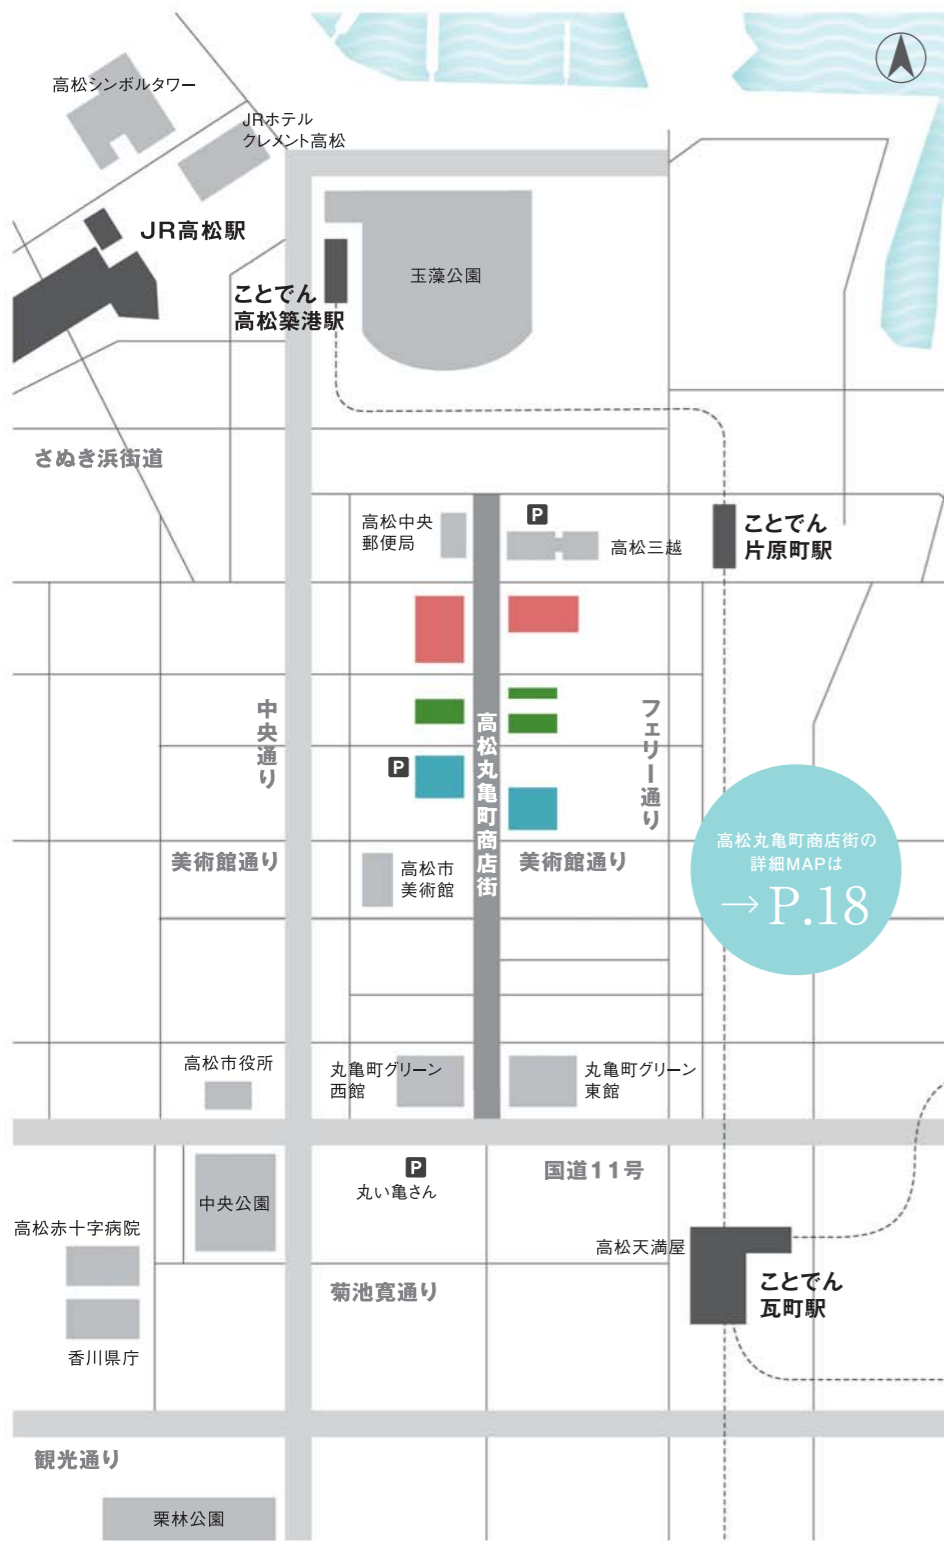 高松シンボルタワー
JRホテル
クレメント高松
JR高松駅
ことでん
高松築港駅
玉藻公園
さぬき浜街道
高松中央
郵便局
P
高松三越
ことでん
片原町駅
中央通り
高松丸亀町商店街
フェリー通り
P
美術館通り
高松市
美術館
美術館通り
高松丸亀町商店街の
詳細MAPは
→P.18
高松市役所
丸亀町グリーン
西館
丸亀町グリーン
東館
中央公園
P
丸い亀さん
国道11号
高松赤十字病院
高松天満屋
ことでん
瓦町駅
菊池寛通り
香川県庁
観光通り
栗林公園